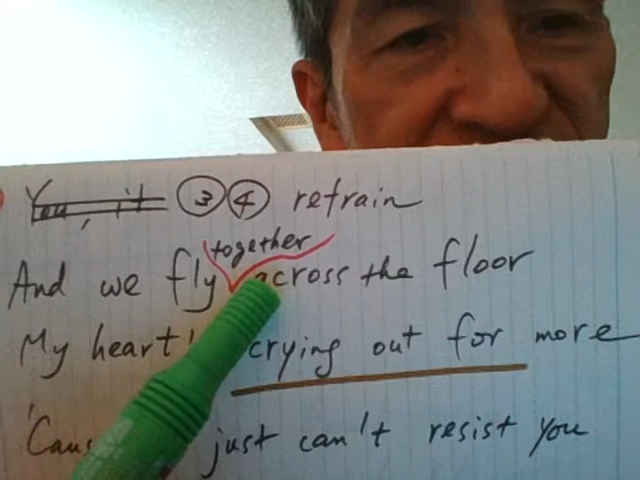 You, it ③ ④ refrain
And we fly together across the floor
My heart' crying out for more
'Caus just can't resist you